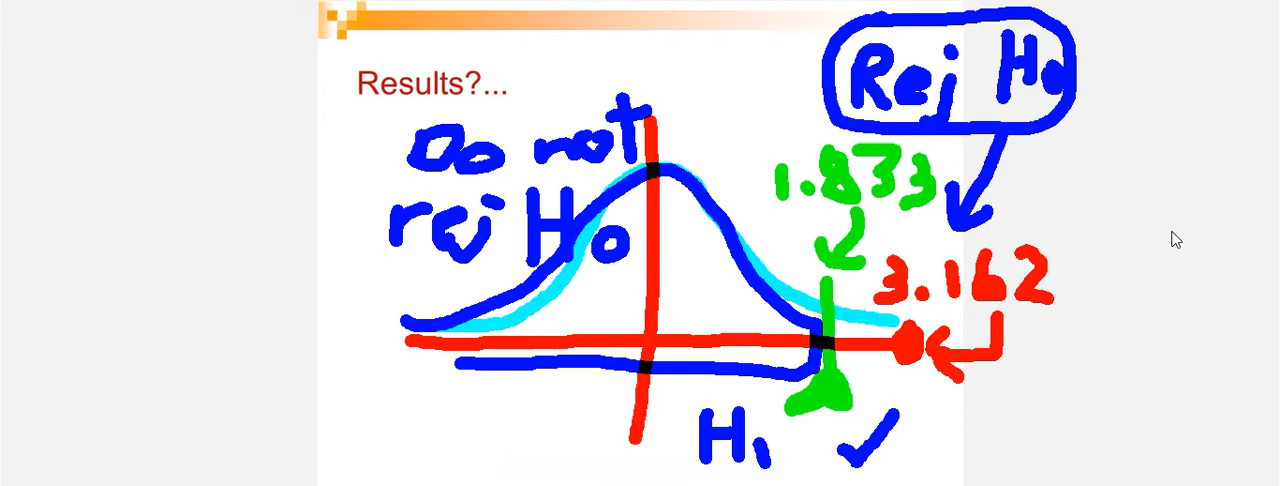 Results?...
Rej H0
Do not
rej H0
1.833
3.162
H1